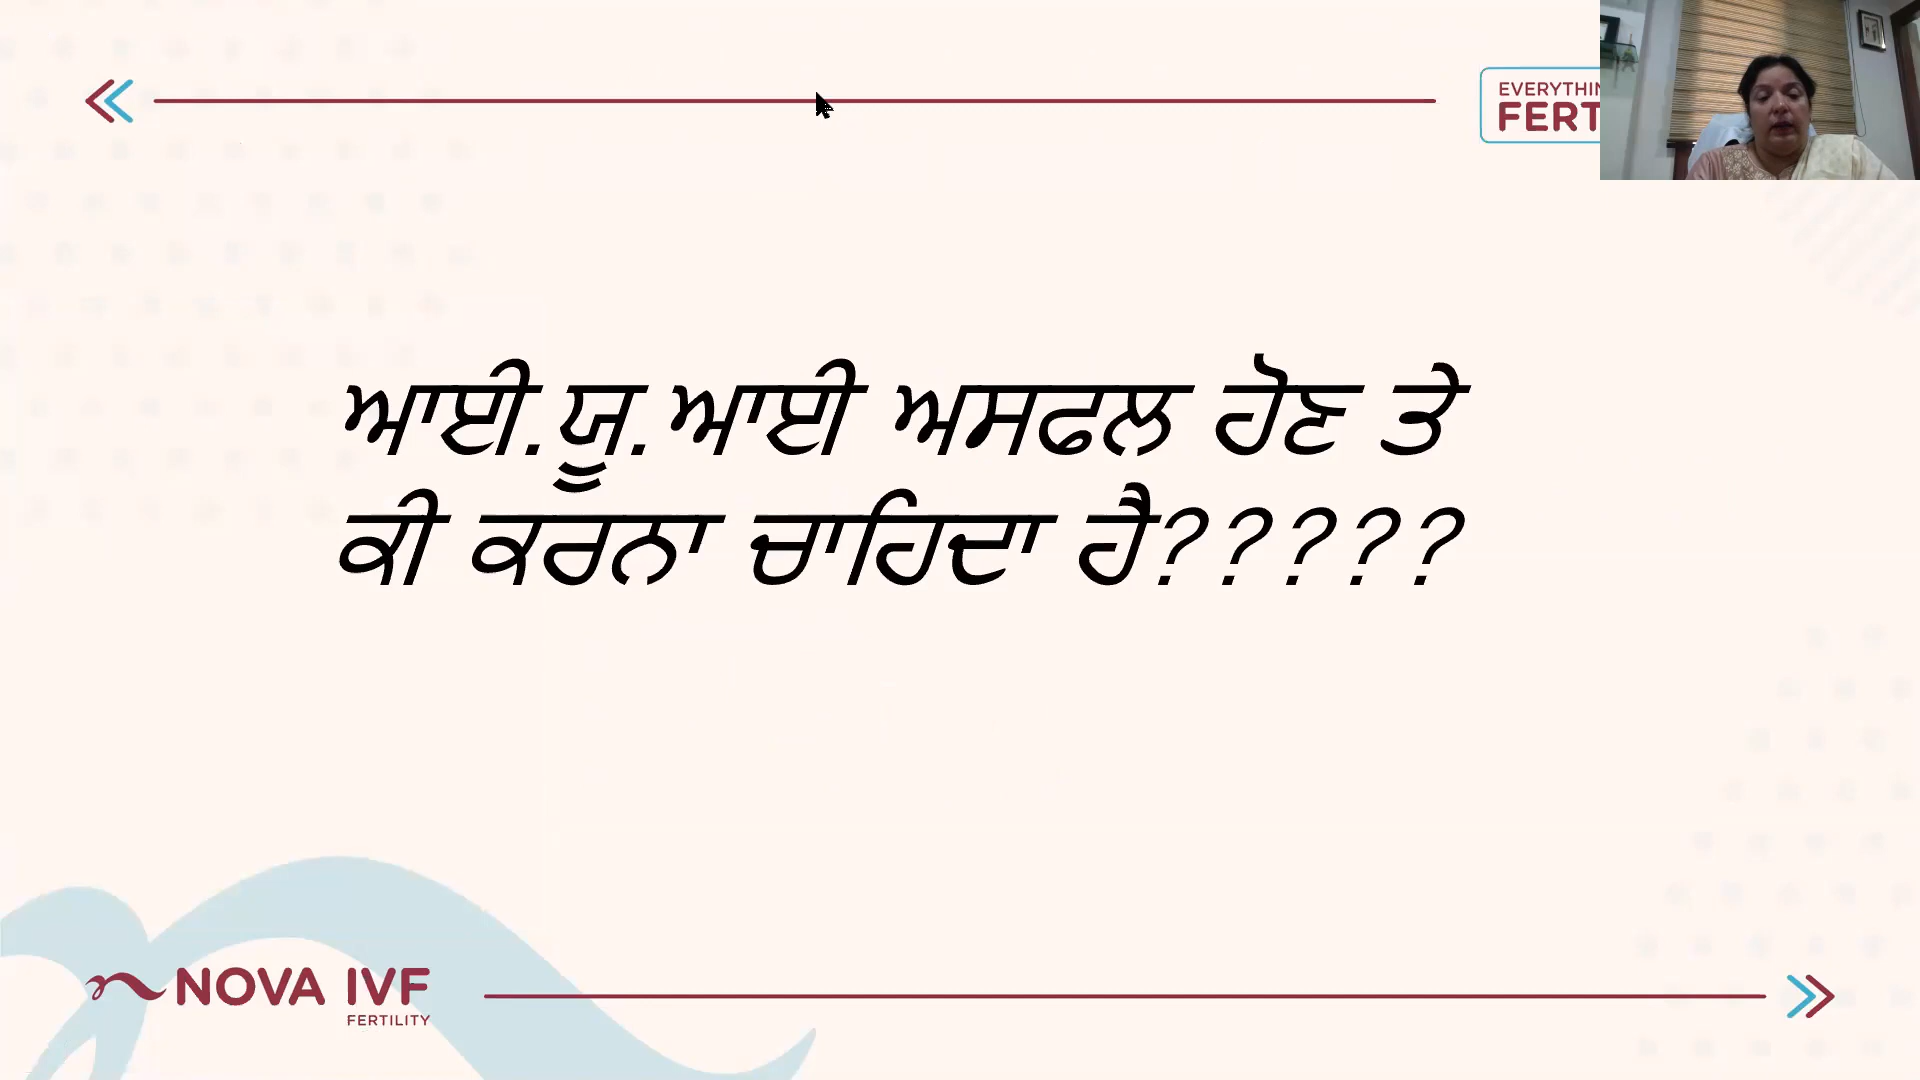 EVERYTHIN
FERT
ਆਈ.ਯੂ.ਆਈ ਅਸਫਲ ਹੋਣ ਤੇ
ਕੀ ਕਰਨਾ ਚਾਹਿਦਾ ਹੈ?????
NOVA IVF
FERTILITY